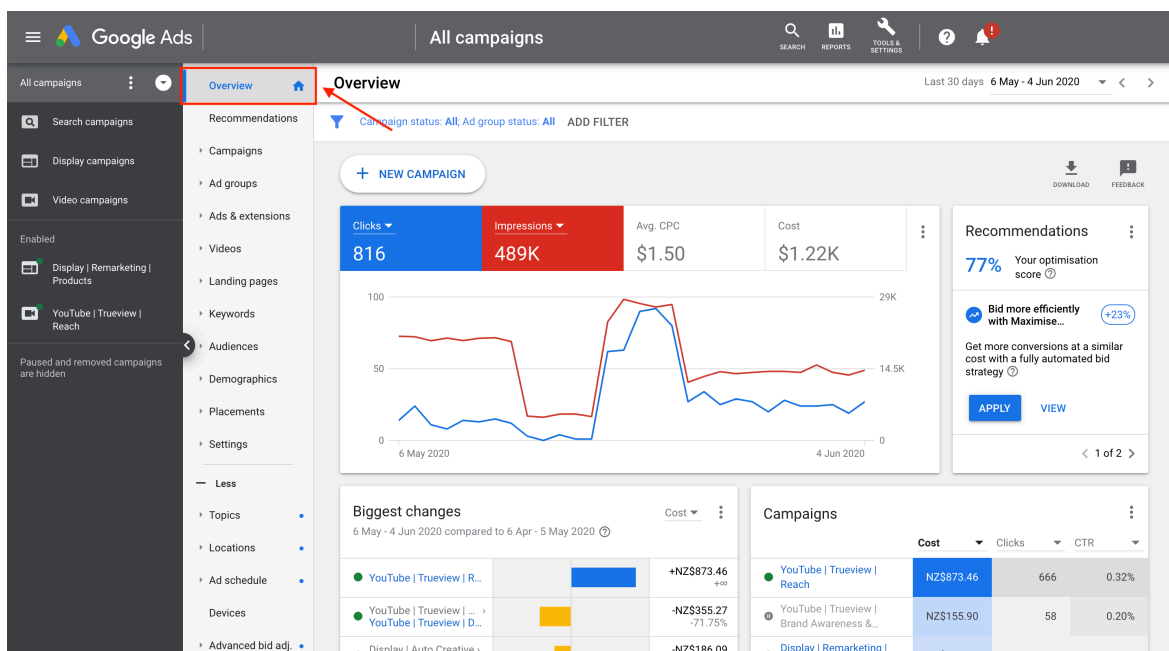 Google Ads
All campaigns
SEARCH
REPORTS
TOOLS &
SETTINGS
?
!
All campaigns
Search campaigns
Display campaigns
Video campaigns
Enabled
Display | Remarketing |
Products
YouTube | Trueview |
Reach
Paused and removed campaigns
are hidden
Overview
Recommendations
Campaigns
Ad groups
Ads & extensions
Videos
Landing pages
Keywords
Audiences
Demographics
Placements
Settings
Less
Topics
Locations
Ad schedule
Devices
Advanced bid adj.
Overview
Last 30 days 6 May - 4 Jun 2020
Campaign status: All; Ad group status: All ADD FILTER
+ NEW CAMPAIGN
DOWNLOAD
FEEDBACK
Clicks
816
Impressions
489K
Avg. CPC
$1.50
Cost
$1.22K
100
50
0
29K
14.5K
0
6 May 2020
4 Jun 2020
Recommendations
77%
Your optimisation
score
Bid more efficiently
with Maximise...
+23%
Get more conversions at a similar
cost with a fully automated bid
strategy
APPLY
VIEW
1 of 2
Biggest changes
Cost
6 May - 4 Jun 2020 compared to 6 Apr - 5 May 2020
YouTube | Trueview | R...
+NZ$873.46
+∞
YouTube | Trueview | ... ›
YouTube | Trueview | D...
-NZ$355.27
-71.75%
Display | Auto Creative ›
-NZ$186.09
Campaigns
Cost
Clicks
CTR
YouTube | Trueview |
Reach
NZ$873.46
666
0.32%
YouTube | Trueview |
Brand Awareness &...
NZ$155.90
58
0.20%
Display | Remarketing |